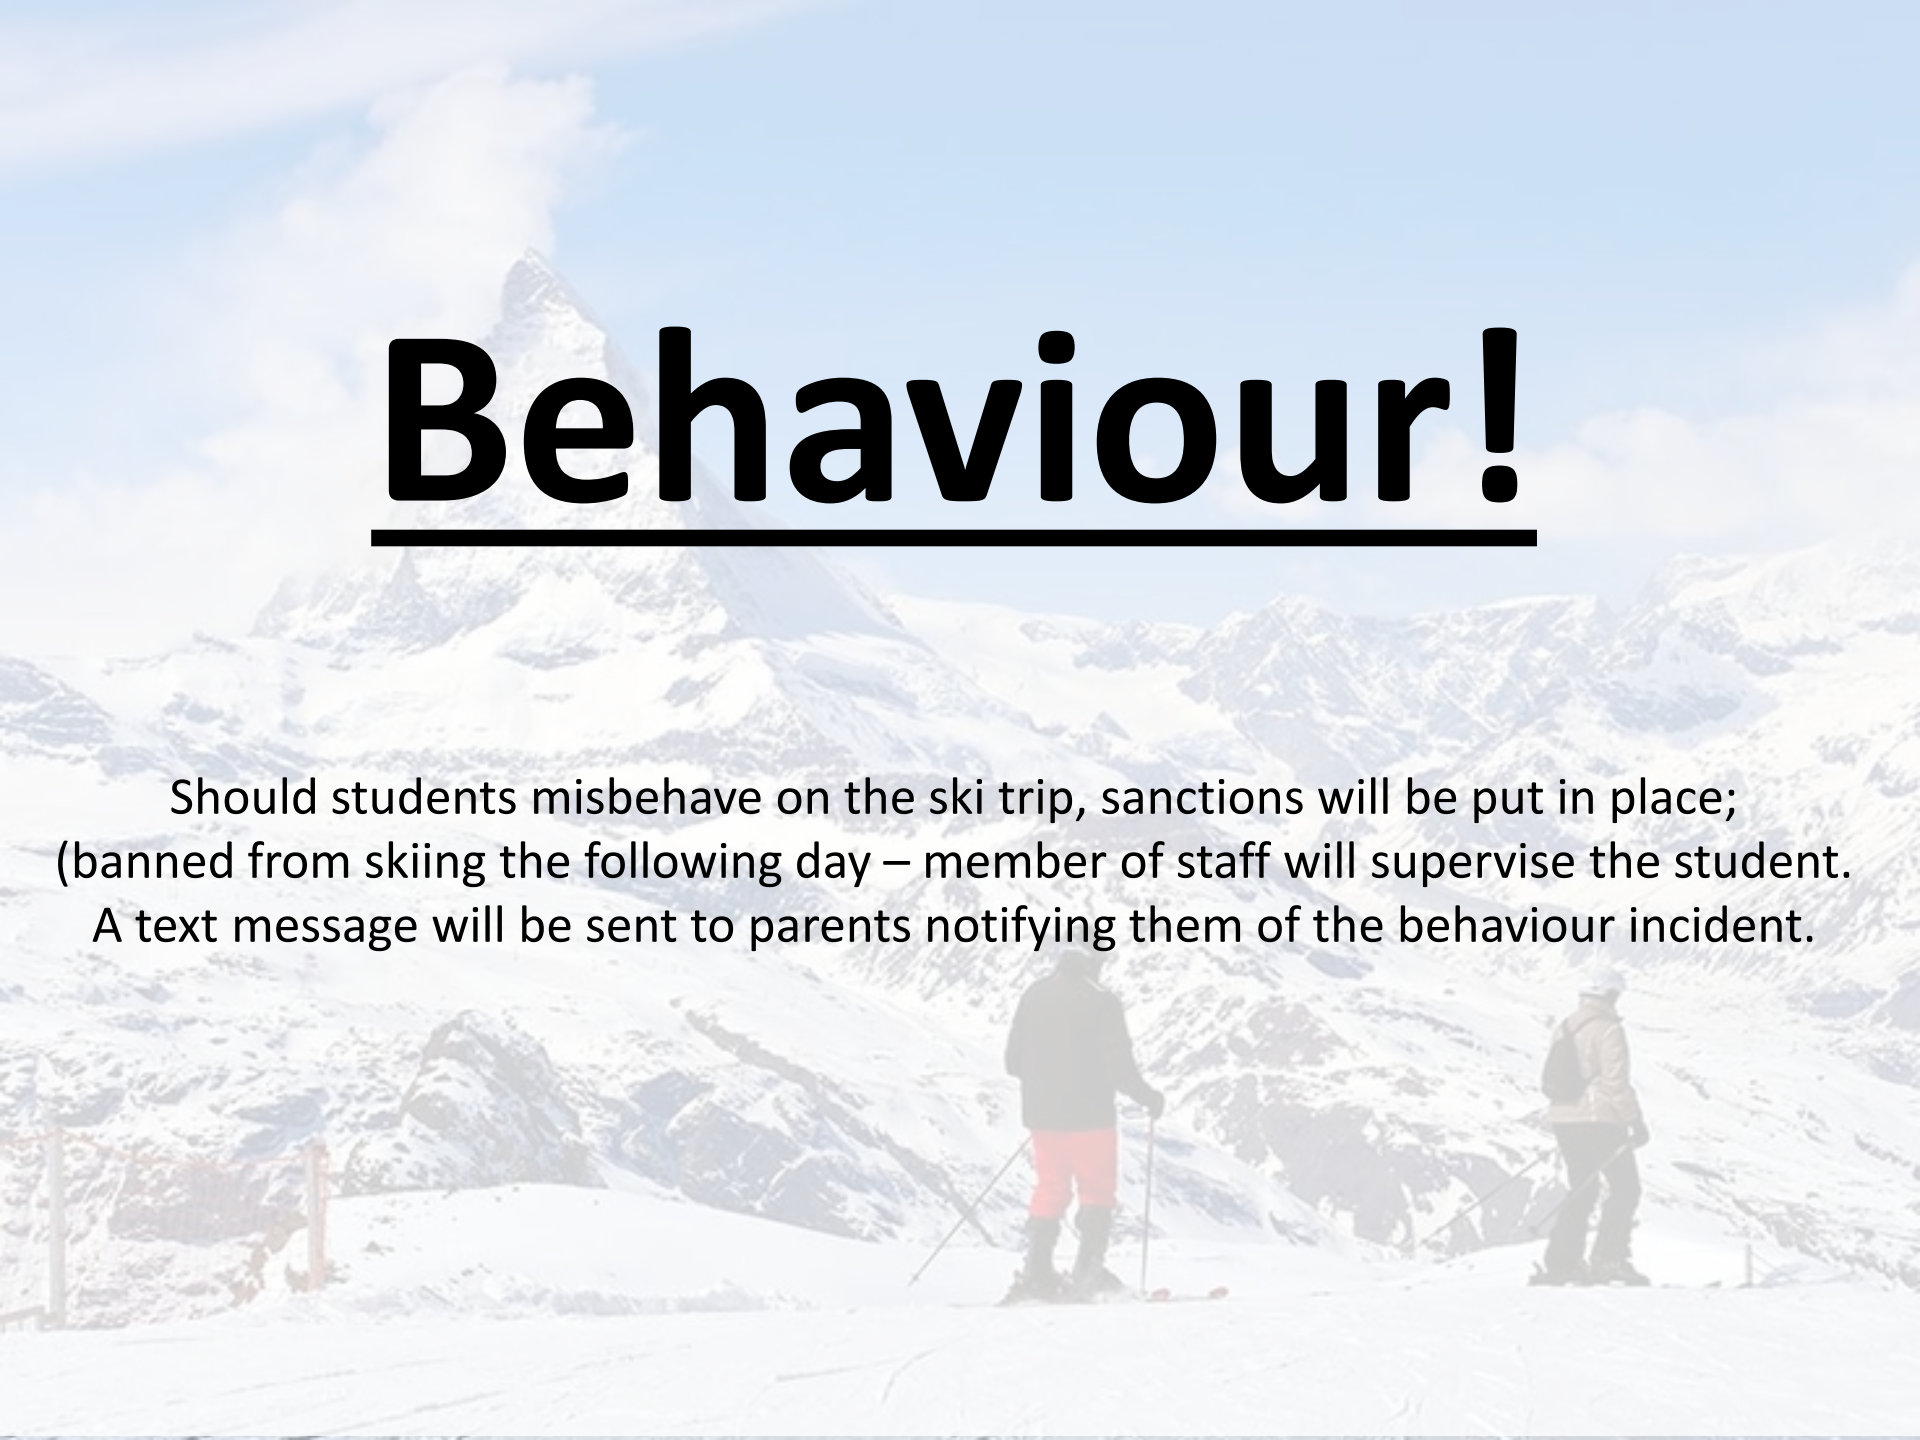 Behaviour!
Should students misbehave on the ski trip, sanctions will be put in place;
(banned from skiing the following day – member of staff will supervise the student.
A text message will be sent to parents notifying them of the behaviour incident.